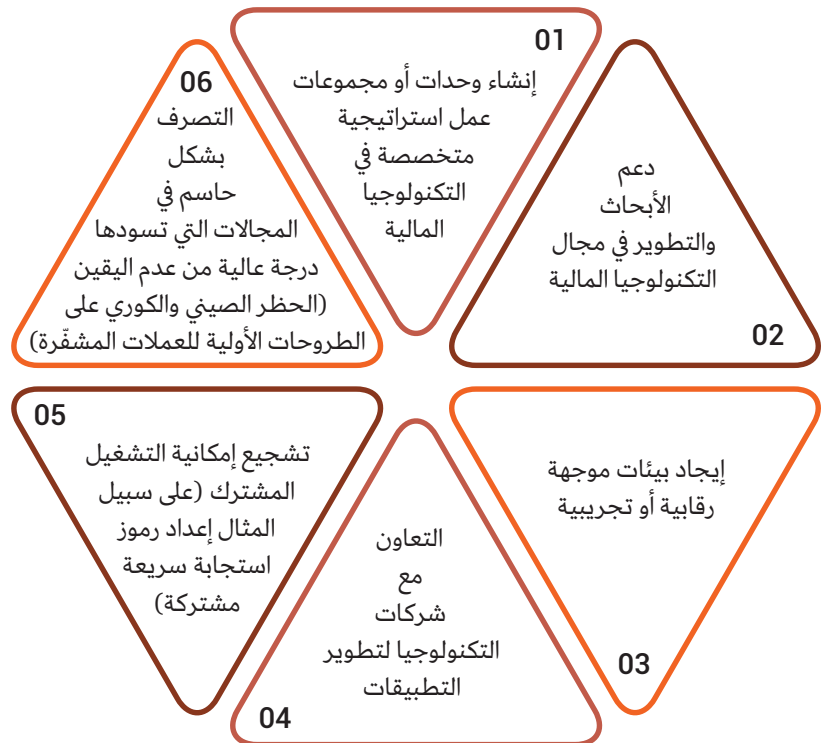 01
إنشاء وحدات أو مجموعات
عمل استراتيجية
متخصصة في
التكنولوجيا
المالية
02
دعم
الأبحاث
والتطوير في مجال
التكنولوجيا المالية
03
إيجاد بيئات موجهة
رقابية أو تجريبية
04
التعاون
مع
شركات
التكنولوجيا لتطوير
التطبيقات
05
تشجيع إمكانية التشغيل
المشترك (على سبيل
المثال إعداد رموز
استجابة سريعة
مشتركة)
06
التصرف
بشكل
حاسم في
المجالات التي تسودها
درجة عالية من عدم اليقين
(الحظر الصيني والكوري على
الطروحات الأولية للعملات المشفّرة)